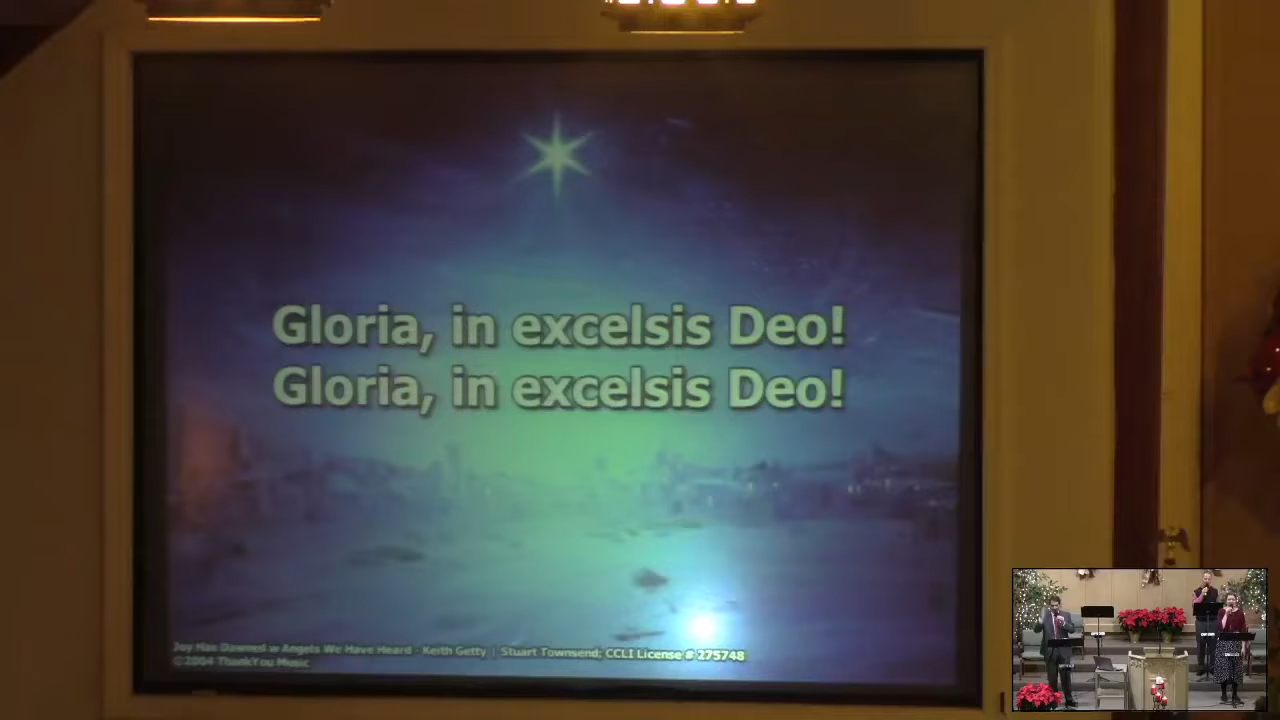 Gloria, in excelsis Deo!
Gloria, in excelsis Deo!
Joy Has Dawned w Angels We Have Heard - Keith Getty | Stuart Townsend; CCLI License # 275748
©2004 ThankYou Music